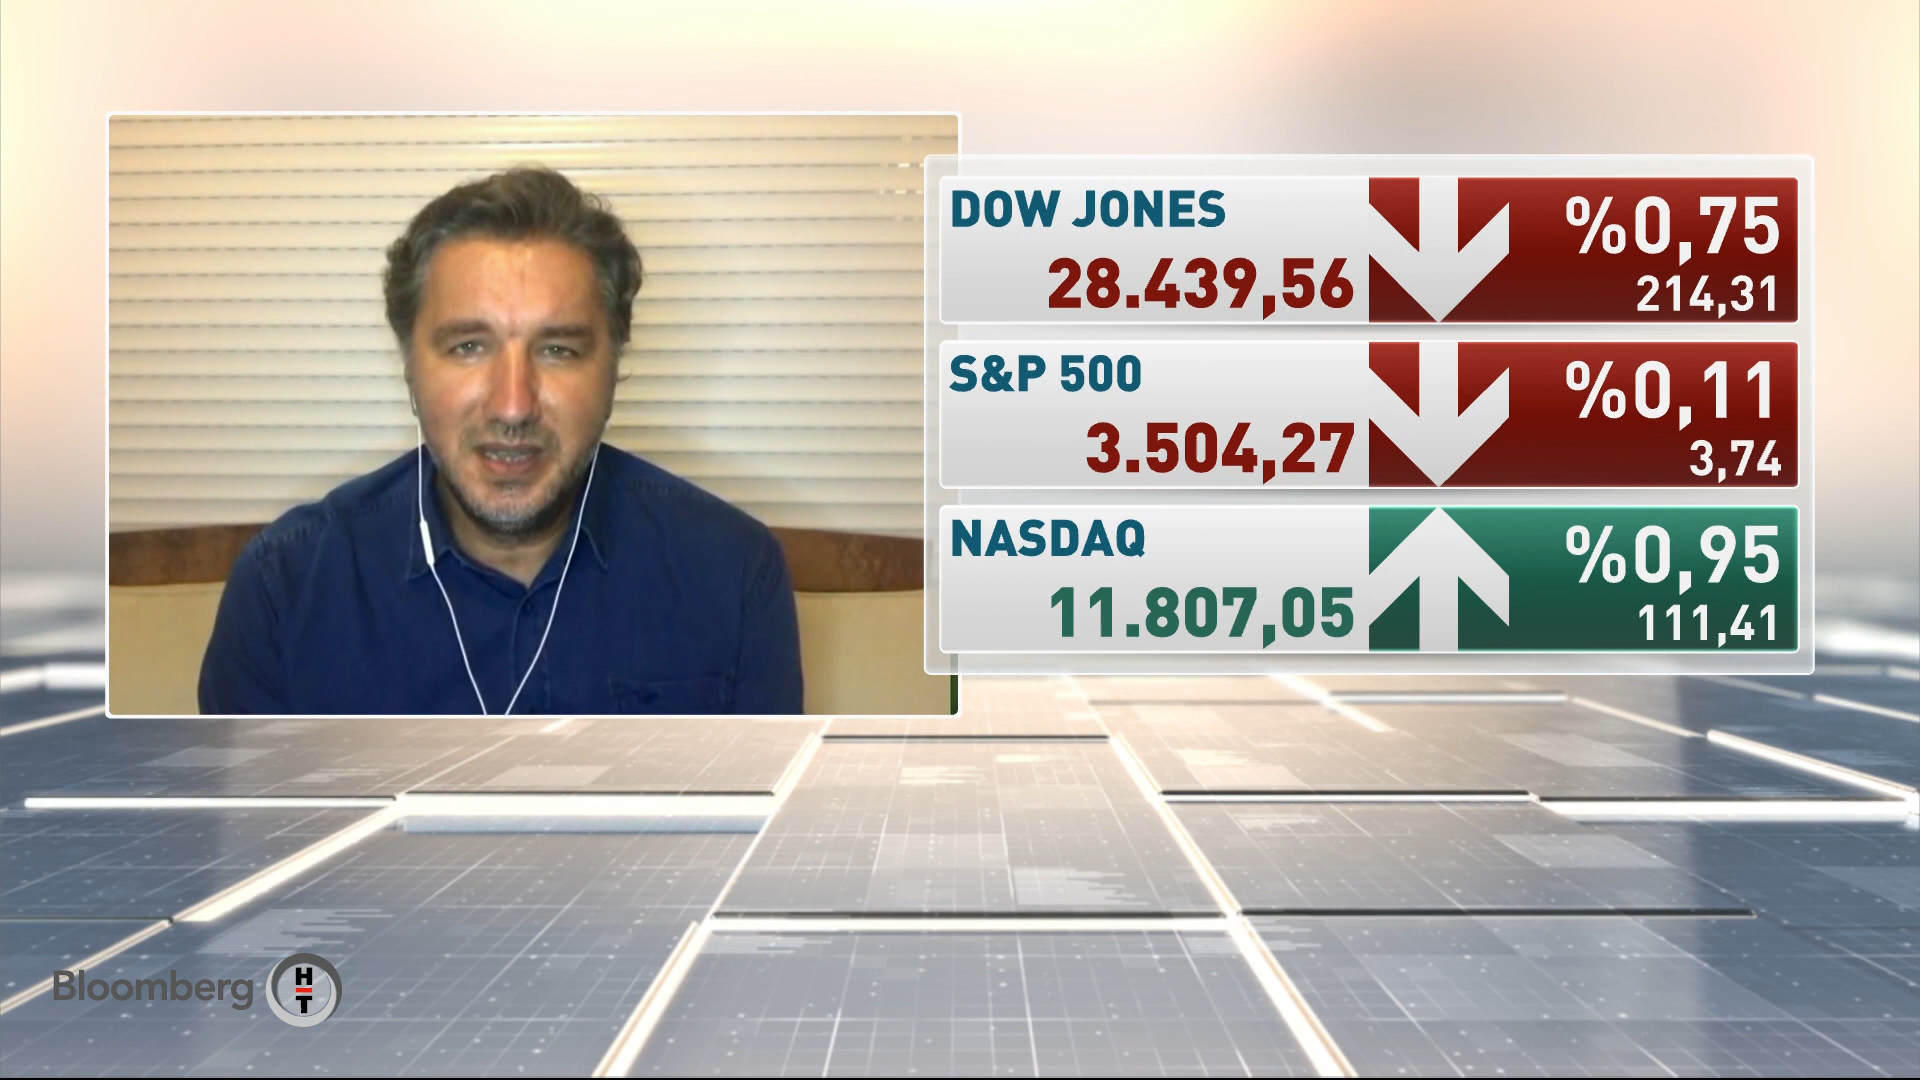 DOW JONES
28.439,56
%0,75
214,31
S&P 500
3.504,27
%0,11
3,74
NASDAQ
11.807,05
%0,95
111,41
Bloomberg HT